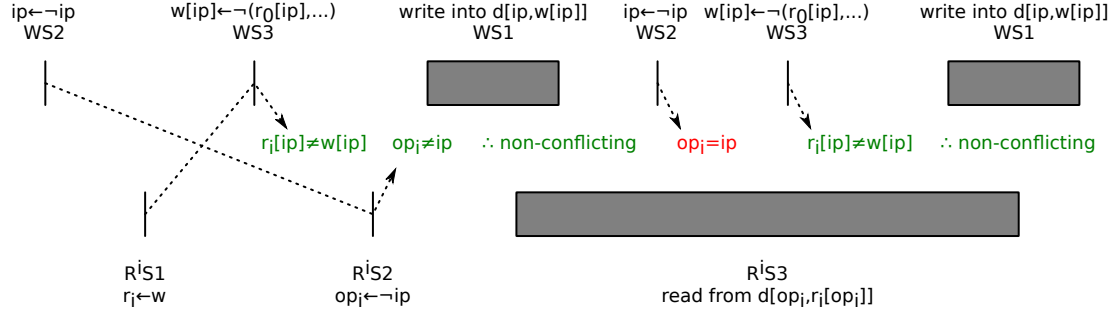 ip←¬ip w[ip]←¬(r₀[ip],...) write into d[ip,w[ip]] ip←¬ip w[ip]←¬(r₀[ip],...) write into d[ip,w[ip]]
WS2 WS3 WS1 WS2 WS3 WS1
rᵢ[ip]≠w[ip] opᵢ≠ip ∴ non-conflicting opᵢ=ip rᵢ[ip]≠w[ip] ∴ non-conflicting
RⁱS1 RⁱS2 RⁱS3
rᵢ←w opᵢ←¬ip read from d[opᵢ,rᵢ[opᵢ]]